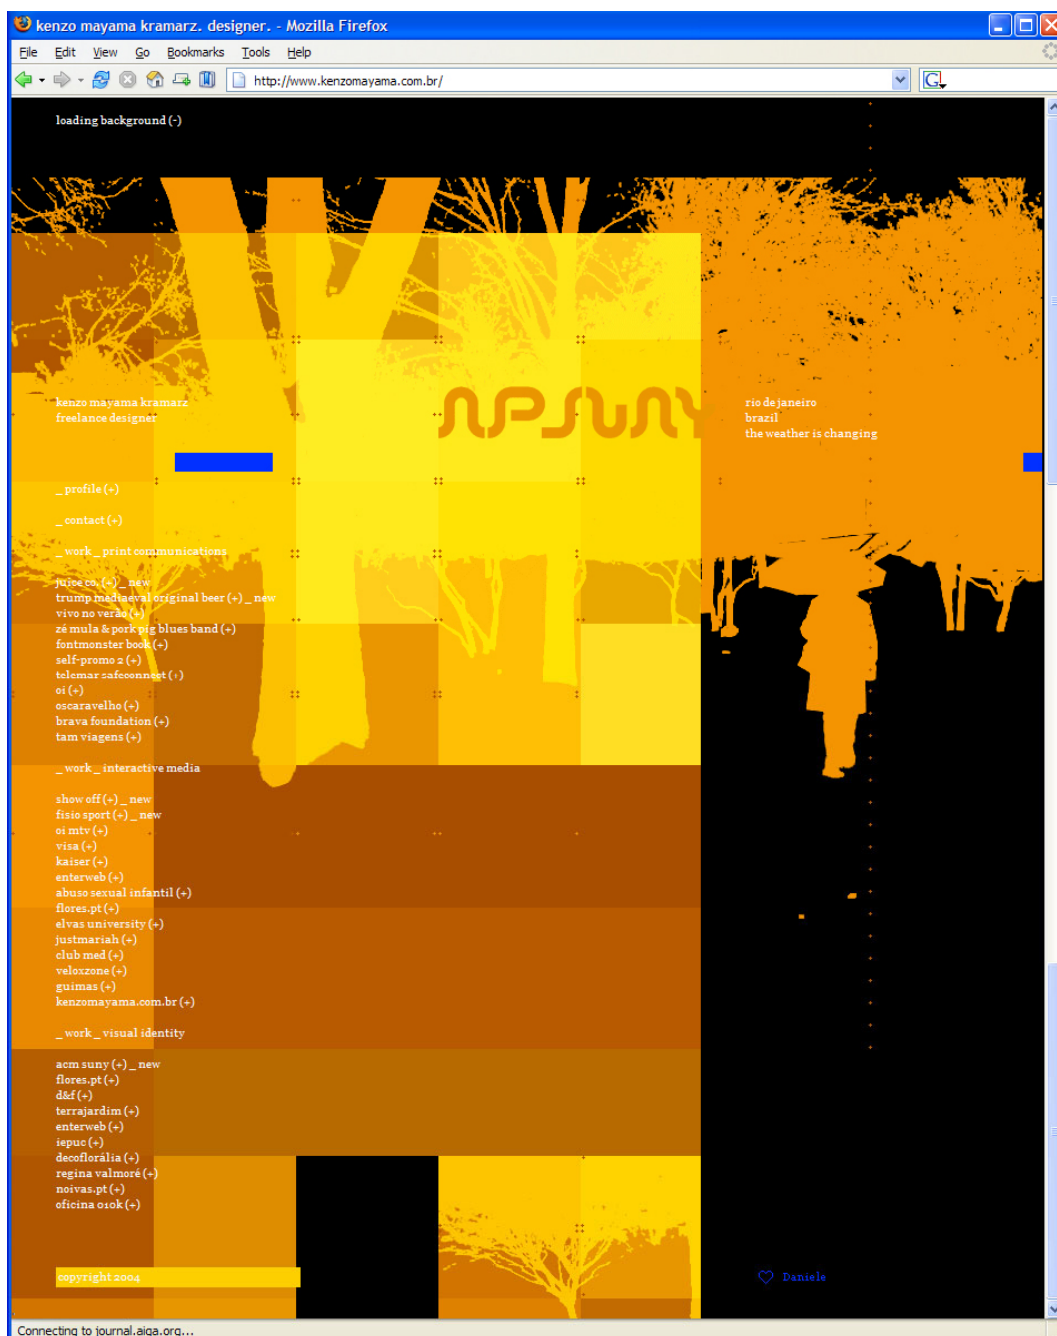 kenzo mayama kramarz. designer. - Mozilla Firefox
File Edit View Go Bookmarks Tools Help
http://www.kenzomayama.com.br/
G
loading background (-)
kenzo mayama kramarz
freelance designer
rio de janeiro
brazil
the weather is changing
_ profile (+)
_ contact (+)
_ work _ print communications
juice co. (+) _ new
trump mediaeval original beer (+) _ new
vivo no verão (+)
zé mula & pork pig blues band (+)
fontmonster book (+)
self-promo 2 (+)
telemar safeconnect (+)
oi (+)
oscaravelho (+)
brava foundation (+)
tam viagens (+)
_ work _ interactive media
show off (+) _ new
fisio sport (+) _ new
oi mtv (+)
visa (+)
kaiser (+)
enterweb (+)
abuso sexual infantil (+)
flores.pt (+)
elvas university (+)
justmariah (+)
club med (+)
veloxzone (+)
guimas (+)
kenzomayama.com.br (+)
_ work _ visual identity
acm suny (+) _ new
flores.pt (+)
d&f (+)
terrajardim (+)
enterweb (+)
iepuc (+)
decoflorália (+)
regina valmoré (+)
noivas.pt (+)
oficina 010k (+)
copyright 2004
Daniele
Connecting to journal.aiga.org...